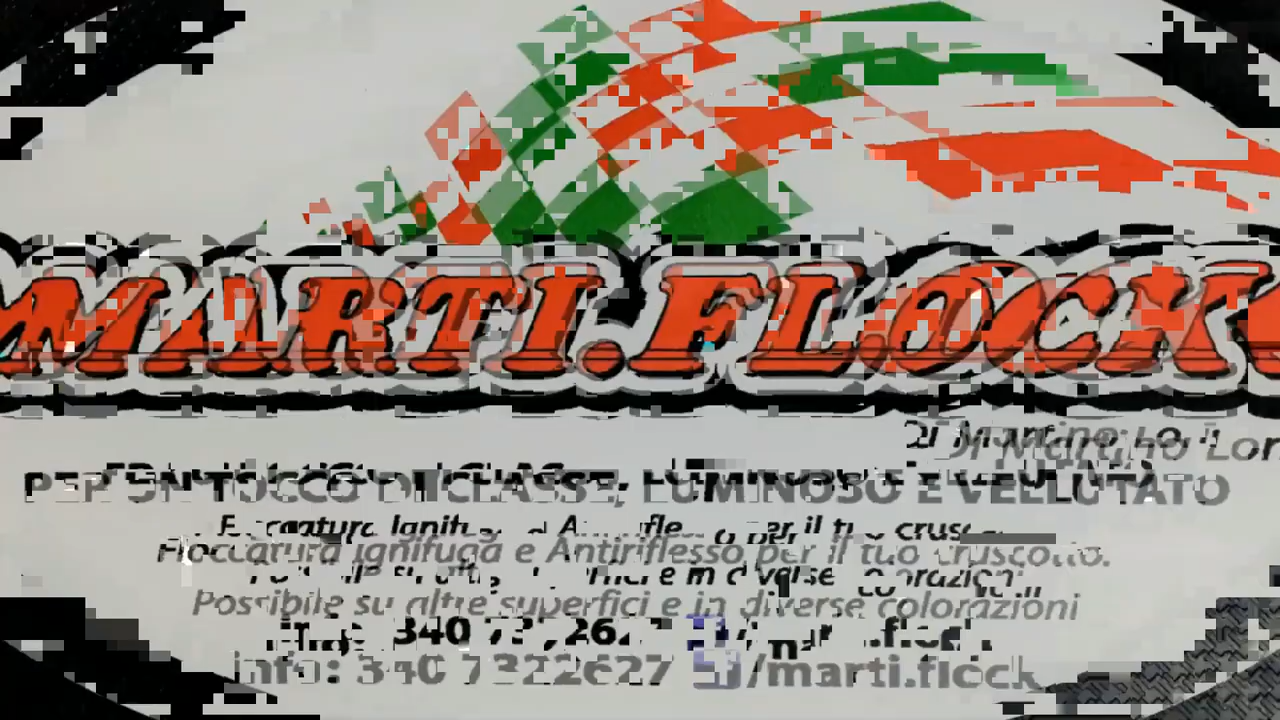 MARTI.FLOCK
Di Martino
PER UN TOCCO DI CLASSE, LUMINOSO E VELLUTATO
Floccatura ignifuga e Antiriflesso per il tuo cruscotto.
Possibile su altre superfici e in diverse colorazioni
info: 340 7322627 /marti.flock